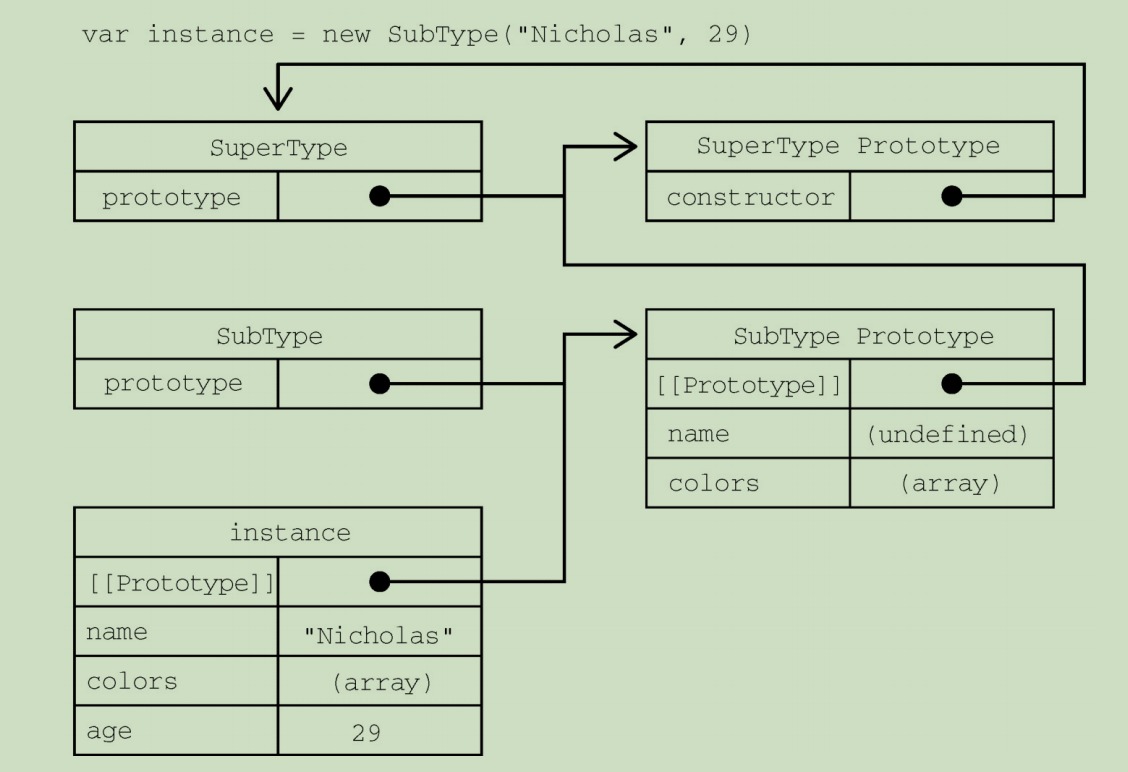 var instance = new SubType("Nicholas", 29)
SuperType
prototype
SuperType Prototype
constructor
SubType
prototype
SubType Prototype
[[Prototype]]
name (undefined)
colors (array)
instance
[[Prototype]]
name "Nicholas"
colors (array)
age 29